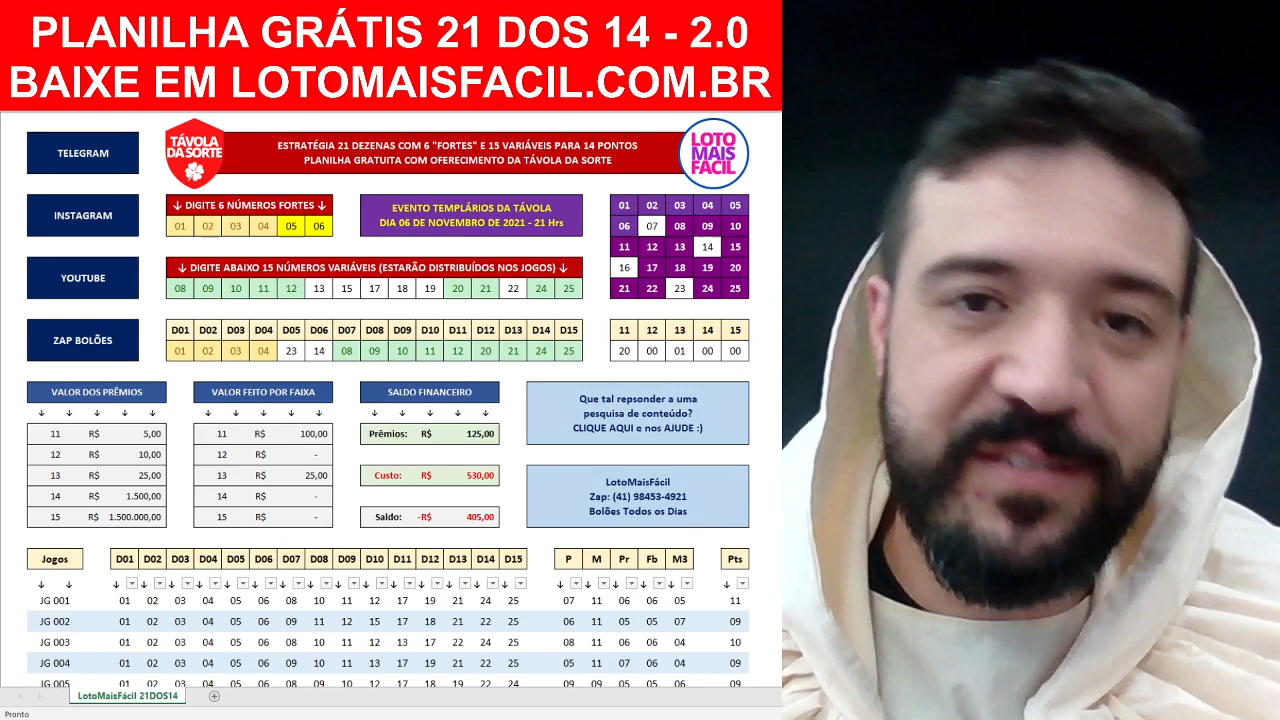 PLANILHA GRÁTIS 21 DOS 14 - 2.0
BAIXE EM LOTOMAISFACIL.COM.BR
TELEGRAM
TÁVOLA
DA SORTE
ESTRATÉGIA 21 DEZENAS COM 6 "FORTES" E 15 VARIÁVEIS PARA 14 PONTOS
PLANILHA GRATUITA COM OFERECIMENTO DA TÁVOLA DA SORTE
LOTO
MAIS
FACIL
INSTAGRAM
↓ DIGITE 6 NÚMEROS FORTES ↓
01 02 03 04 05 06
EVENTO TEMPLÁRIOS DA TÁVOLA
DIA 06 DE NOVEMBRO DE 2021 - 21 Hrs
01 02 03 04 05
06 07 08 09 10
11 12 13 14 15
16 17 18 19 20
21 22 23 24 25
YOUTUBE
↓ DIGITE ABAIXO 15 NÚMEROS VARIÁVEIS (ESTARÃO DISTRIBUÍDOS NOS JOGOS) ↓
08 09 10 11 12 13 15 17 18 19 20 21 22 24 25
ZAP BOLÕES
D01 D02 D03 D04 D05 D06 D07 D08 D09 D10 D11 D12 D13 D14 D15
01 02 03 04 23 14 08 09 10 11 12 20 21 24 25
11 12 13 14 15
20 00 01 00 00
VALOR DOS PRÊMIOS
↓ ↓ ↓ ↓
11 R$ 5,00
12 R$ 10,00
13 R$ 25,00
14 R$ 1.500,00
15 R$ 1.500.000,00
VALOR FEITO POR FAIXA
↓ ↓ ↓ ↓ ↓
11 R$ 100,00
12 R$ -
13 R$ 25,00
14 R$ -
15 R$ -
SALDO FINANCEIRO
↓ ↓ ↓ ↓ ↓
Prêmios: R$ 125,00
Custo: R$ 530,00
Saldo: -R$ 405,00
Que tal repsonder a uma
pesquisa de conteúdo?
CLIQUE AQUI e nos AJUDE :)
LotoMaisFácil
Zap: (41) 98453-4921
Bolões Todos os Dias
Jogos D01 D02 D03 D04 D05 D06 D07 D08 D09 D10 D11 D12 D13 D14 D15 P M Pr Fb M3 Pts
JG 001 01 02 03 04 05 06 08 10 11 12 17 19 21 24 25 07 11 06 06 05 11
JG 002 01 02 03 04 05 06 09 11 12 15 17 18 21 22 25 06 11 05 05 07 09
JG 003 01 02 03 04 05 06 08 10 11 12 13 17 22 24 25 08 11 06 06 04 10
JG 004 01 02 03 04 05 06 09 10 11 13 17 19 22 24 25 05 11 07 06 04 09
LotoMaisFácil 21DOS14
Pronto